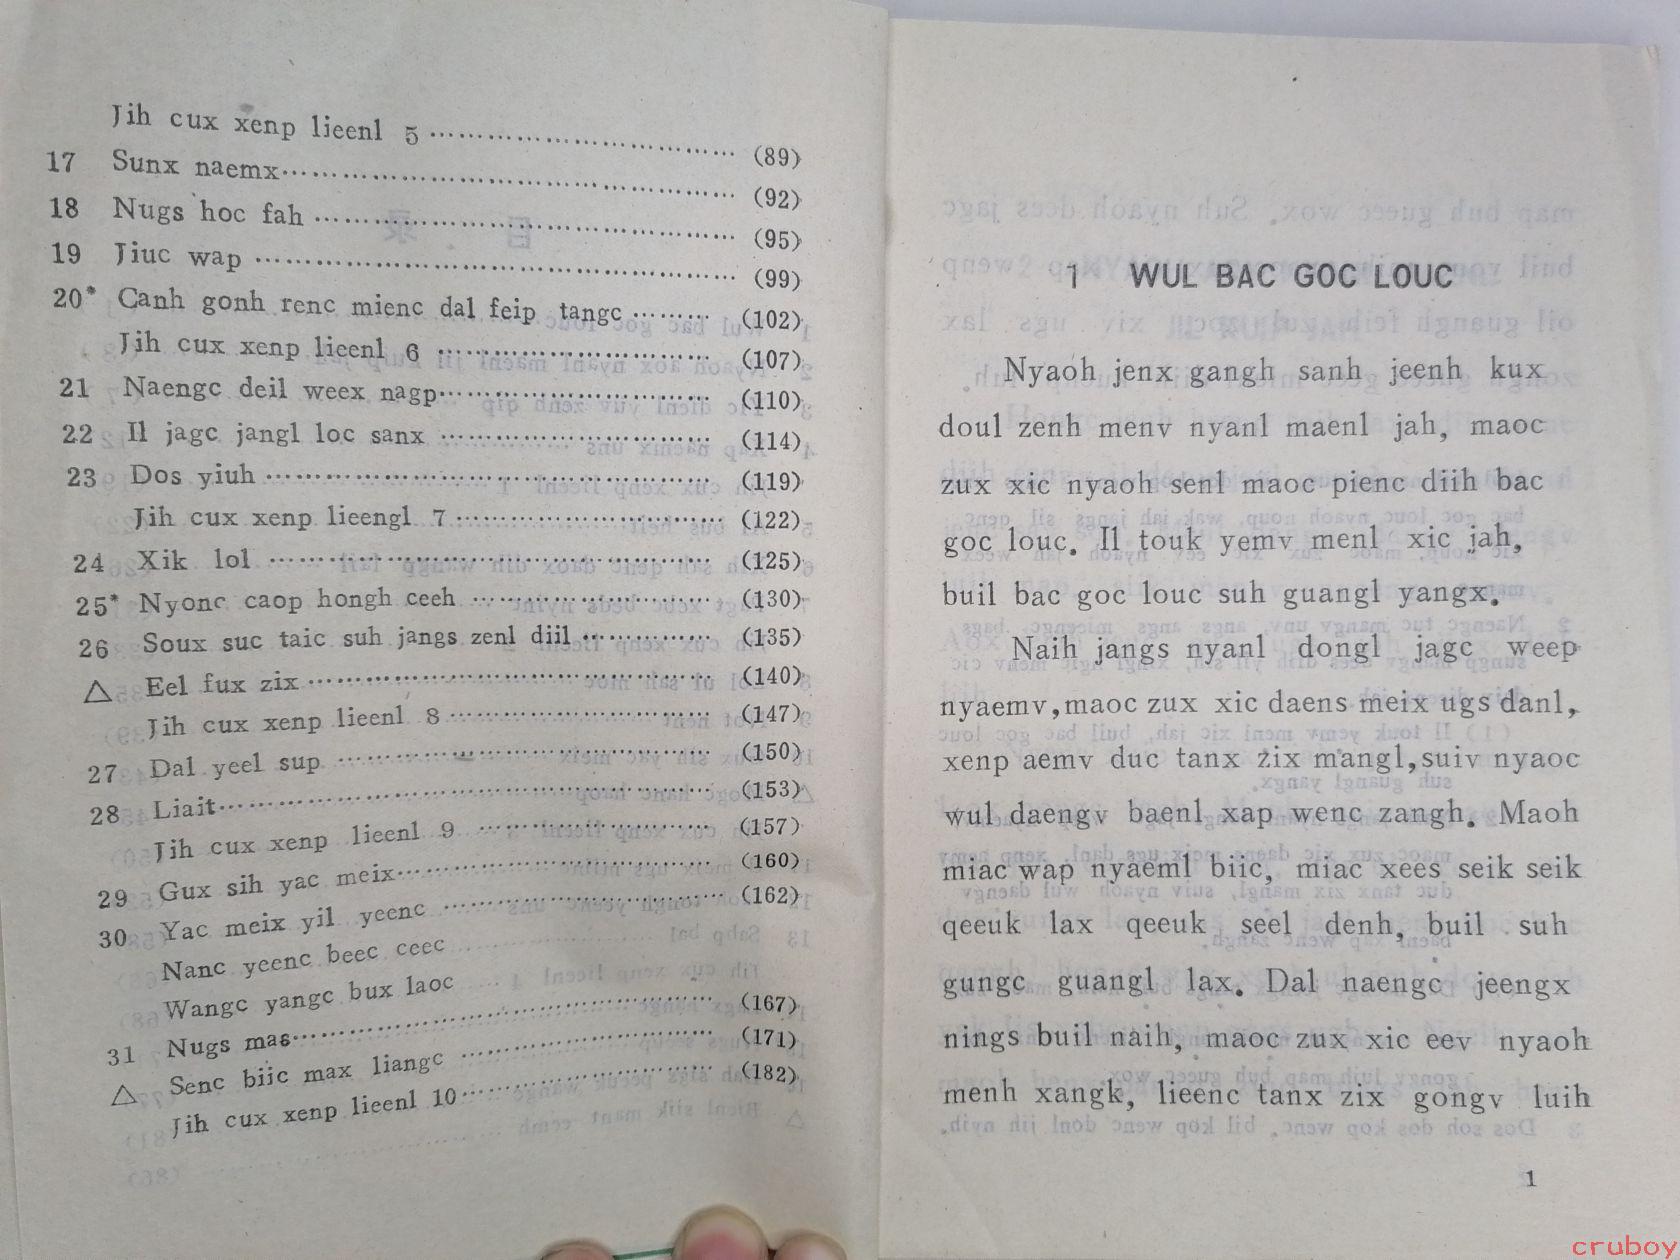 Jih cux xenp lieenl 5 …………………………… (89)
17 Sunx naemx…………………………………… (92)
18 Nugs hoc fah ………………………………… (95)
19 Jiuc wap ……………………………………… (99)
20* Canh gonh renc mienc dal feip tangc ……… (102)
Jih cux xenp lieenl 6 ………………………… (107)
21 Naengc deil weex nagp………………………… (110)
22 Il jagc jangl loc sanx ………………………… (114)
23 Dos yiuh ……………………………………… (119)
Jih cux xenp lieengl 7 ………………………… (122)
24 Xik lol ………………………………………… (125)
25* Nyonc caop hongh ceeh ……………………… (130)
26 Soux suc taic suh jangs zenl diil …………… (135)
△ Eel fux zix …………………………………… (140)
Jih cux xenp lieenl 8 ………………………… (147)
27 Dal yeel sup ………………………………… (150)
28 Liait…………………………………………… (153)
Jih cux xenp lieenl 9 ……………………… (157)
29 Gux sih yac meix…………………………… (160)
30 Yac meix yil yeenc ………………………… (162)
Nanc yeenc beec ceec
Wangc yangc bux laoc
31 Nugs mas……………………………………… (167)
△ Senc biic max liangc ……………………… (171)
Jih cux xenp lieenl 10……………………… (182)
1 WUL BAC GOC LOUC
Nyaoh jenx gangh sanh jeenh kux
doul zenh menv nyanl maenl jah, maoc
zux xic nyaoh senl maoc pienc diih bac
goc louc. Il touk yemv menl xic jah,
buil bac goc louc suh guangl yangx.
Naih jangs nyanl dongl jagc weep
nyaemv, maoc zux xic daens meix ugs danl,
xenp aemv duc tanx zix mangl, suiv nyaoc
wul daengv baenl xap wenc zangh. Maoh
miac wap nyaeml biic, miac xees seik seik
qeeuk lax qeeuk seel denh, buil suh
gungc guangl lax. Dal naengc jeengx
nings buil naih, maoc zux xic eev nyaoh
menh xangk, lieenc tanx zix gongv luih
1
cruboy